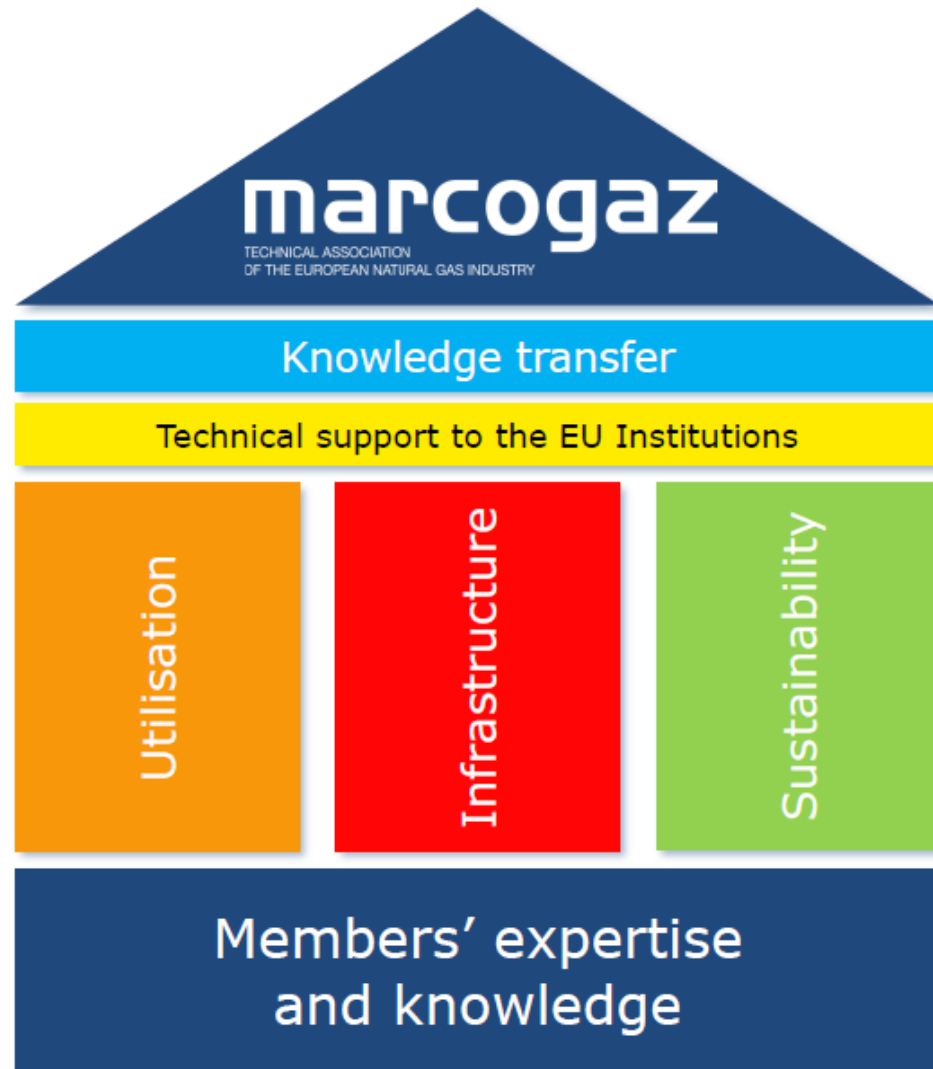 marcogaz
TECHNICAL ASSOCIATION
OF THE EUROPEAN NATURAL GAS INDUSTRY
Knowledge transfer
Technical support to the EU Institutions
Utilisation
Infrastructure
Sustainability
Members’ expertise
and knowledge